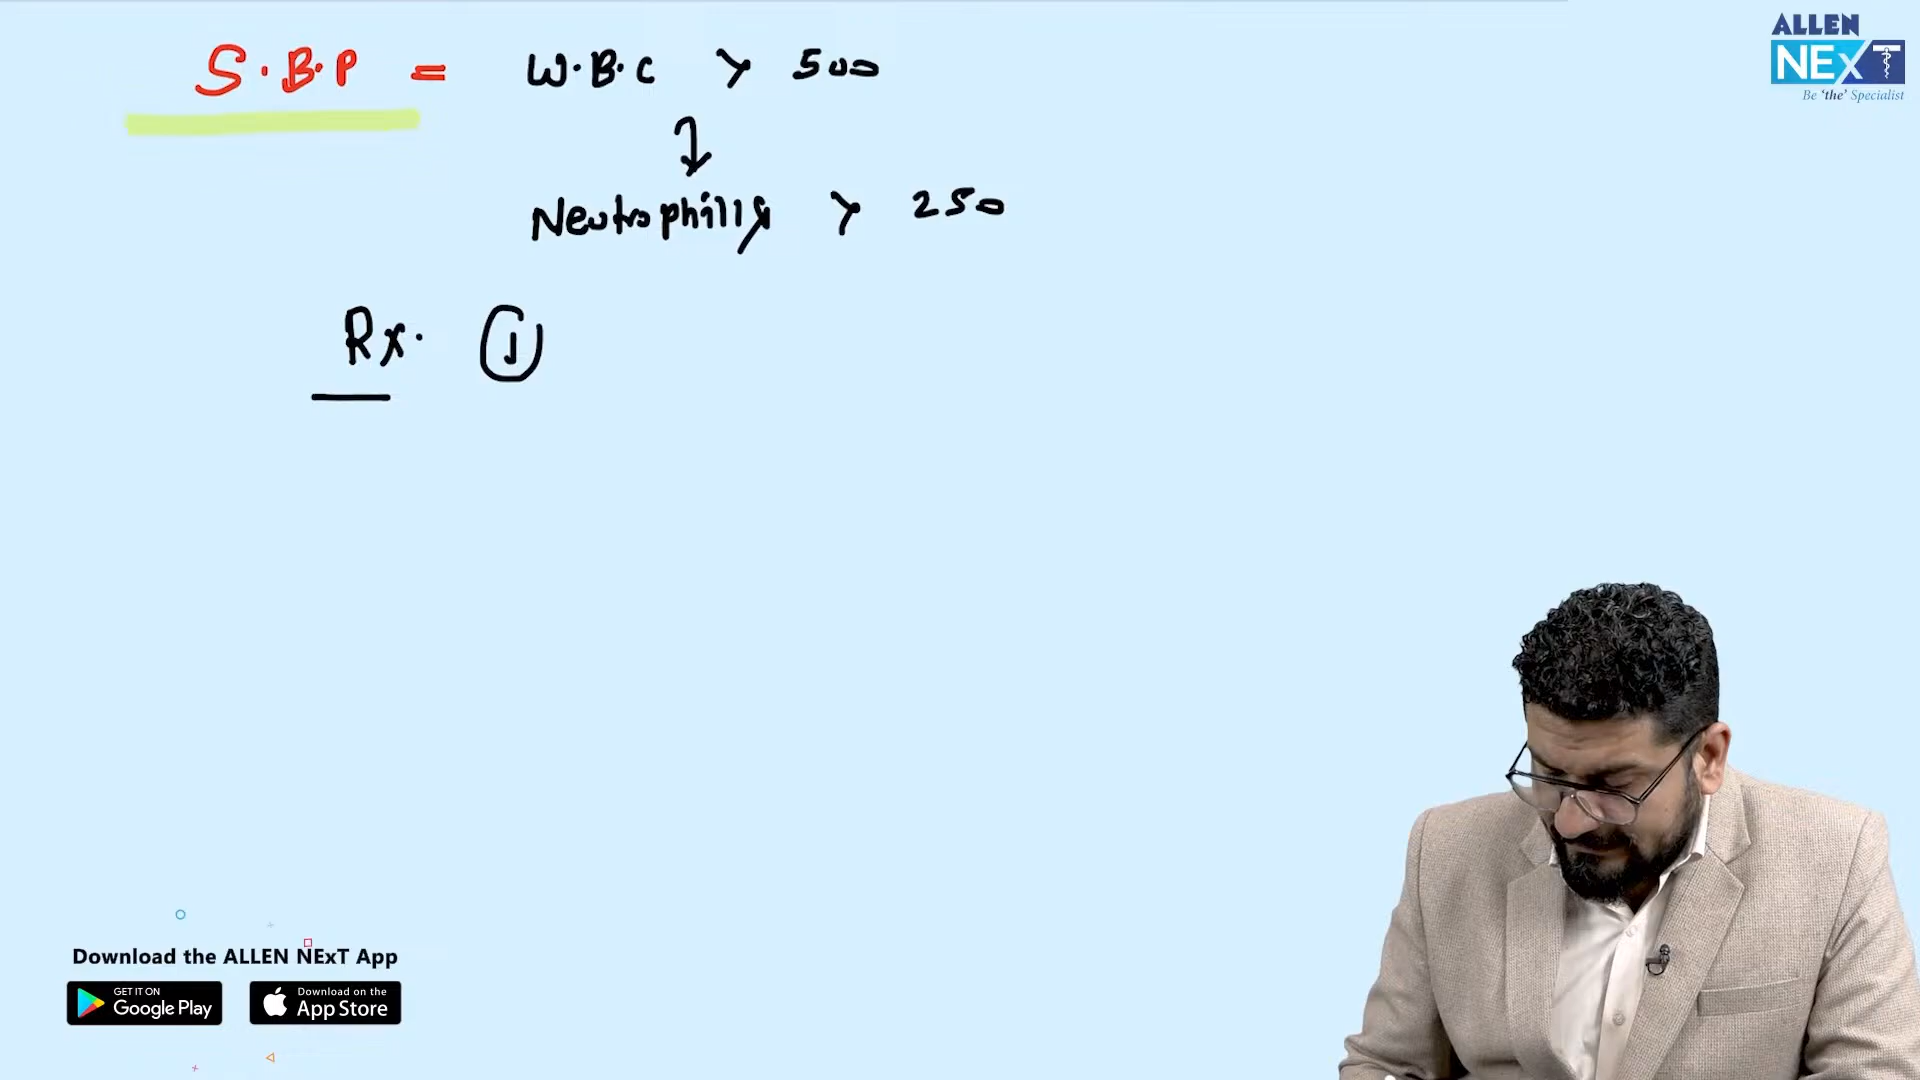 S.B.P = W.B.C > 500
Neutrophills > 250
Rx. 1
ALLEN
NExT
Be 'the' Specialist
Download the ALLEN NExT App
GET IT ON
Google Play
Download on the
App Store